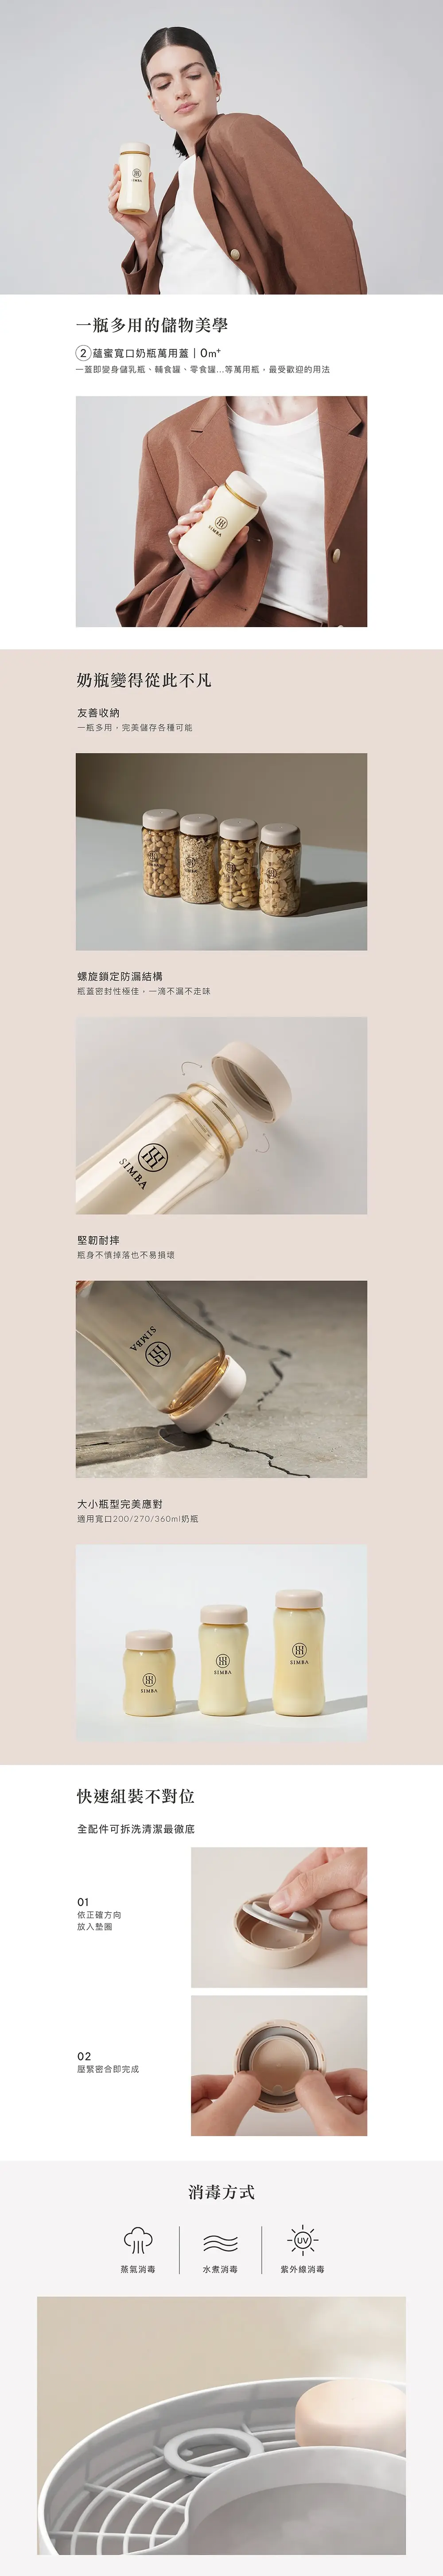 SIMBA
一瓶多用的儲物美學
2 蘊蜜寬口奶瓶萬用蓋｜0m⁺
一蓋即變身儲乳瓶、輔食罐、零食罐...等萬用瓶，最受歡迎的用法
SIMBA
奶瓶變得從此不凡
友善收納
一瓶多用，完美儲存各種可能
螺旋鎖定防漏結構
瓶蓋密封性極佳，一滴不漏不走味
SIMBA
堅韌耐摔
瓶身不慎掉落也不易損壞
SIMBA
大小瓶型完美應對
適用寬口200/270/360ml奶瓶
SIMBA
SIMBA
SIMBA
快速組裝不對位
全配件可拆洗清潔最徹底
01
依正確方向
放入墊圈
02
壓緊密合即完成
消毒方式
UV
蒸氣消毒
水煮消毒
紫外線消毒